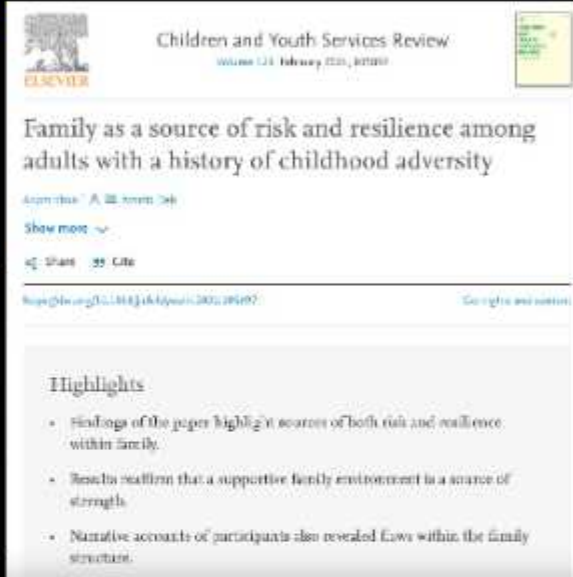 ELSEVIER
Children and Youth Services Review
Volume February
Family as a source of risk and resilience among
adults with a history of childhood adversity
Show more
Share Cite
Highlights
• Findings of the paper highlight sources of both risk and resilience
within family.
• Results reaffirm that a supportive family environment is a source of
strength.
• Narrative accounts of participants also revealed flaws within the family
structure.